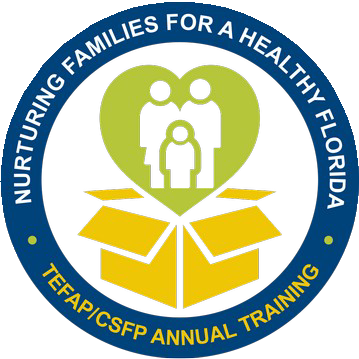 NURTURING FAMILIES FOR A HEALTHY FLORIDA
TEFAP/CSFP ANNUAL TRAINING